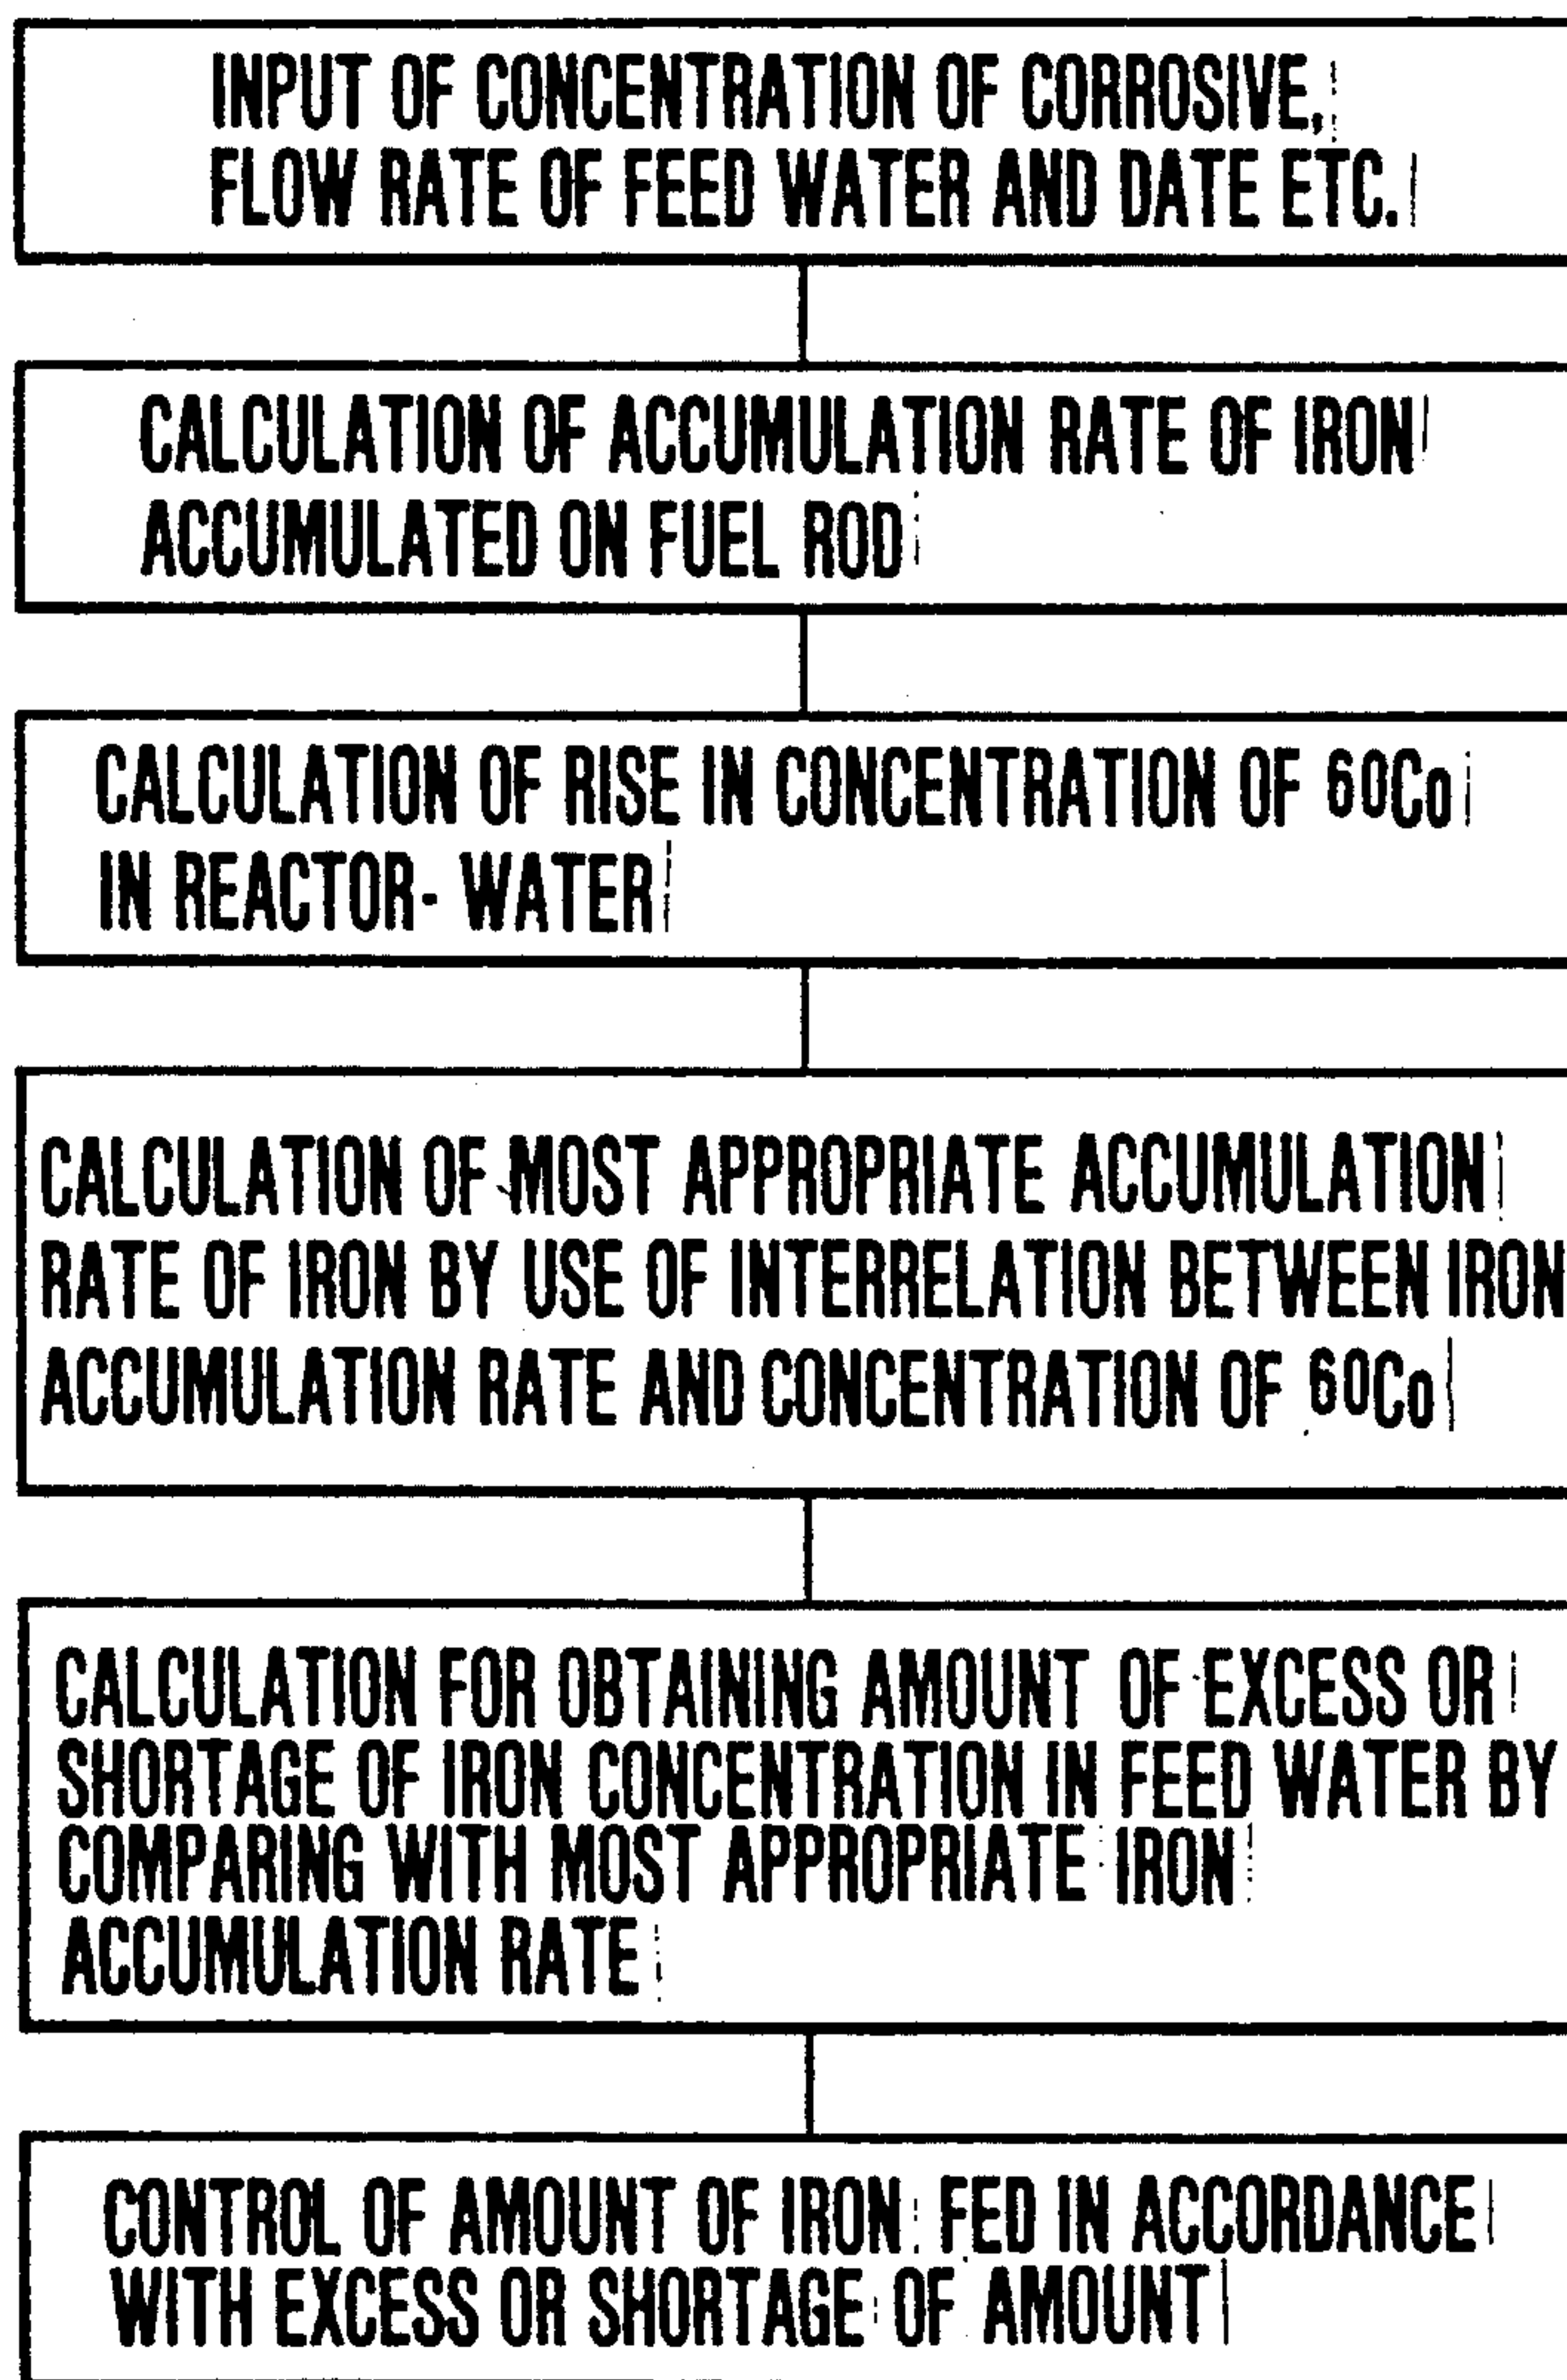 INPUT OF CONCENTRATION OF CORROSIVE,
FLOW RATE OF FEED WATER AND DATE ETC.
CALCULATION OF ACCUMULATION RATE OF IRON
ACCUMULATED ON FUEL ROD
CALCULATION OF RISE IN CONCENTRATION OF 60Co
IN REACTOR- WATER
CALCULATION OF MOST APPROPRIATE ACCUMULATION
RATE OF IRON BY USE OF INTERRELATION BETWEEN IRON
ACCUMULATION RATE AND CONCENTRATION OF 60Co
CALCULATION FOR OBTAINING AMOUNT OF EXCESS OR
SHORTAGE OF IRON CONCENTRATION IN FEED WATER BY
COMPARING WITH MOST APPROPRIATE IRON
ACCUMULATION RATE
CONTROL OF AMOUNT OF IRON FED IN ACCORDANCE
WITH EXCESS OR SHORTAGE OF AMOUNT